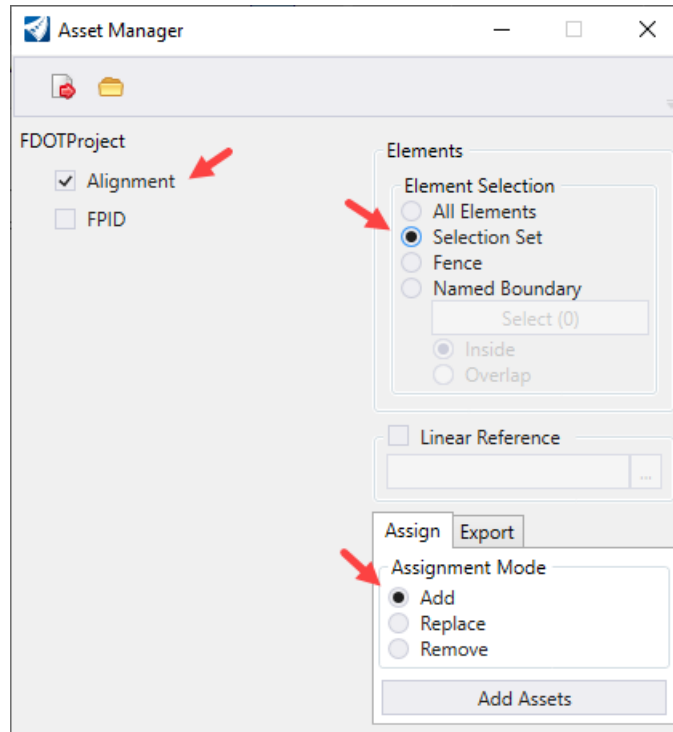 Asset Manager
FDOTProject
Alignment
FPID
Elements
Element Selection
All Elements
Selection Set
Fence
Named Boundary
Select (0)
Inside
Overlap
Linear Reference
...
Assign Export
Assignment Mode
Add
Replace
Remove
Add Assets